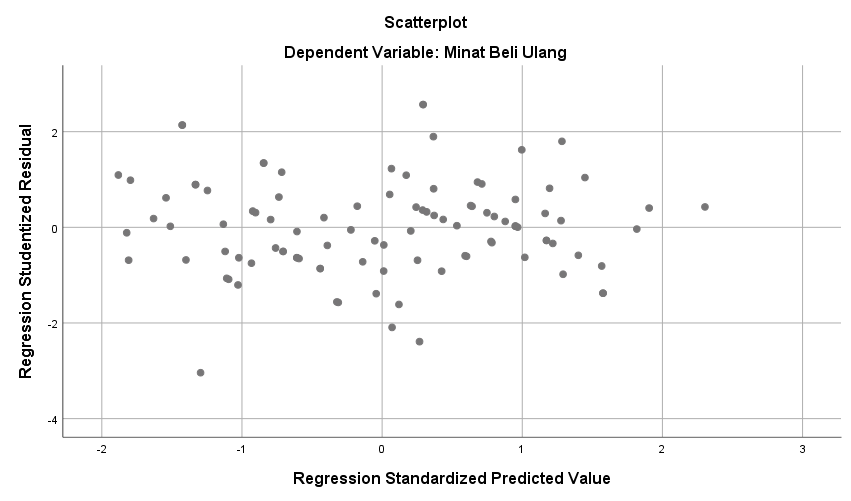 Scatterplot
Dependent Variable: Minat Beli Ulang
Regression Studentized Residual
2
0
-2
-4
-2
-1
0
1
2
3
Regression Standardized Predicted Value